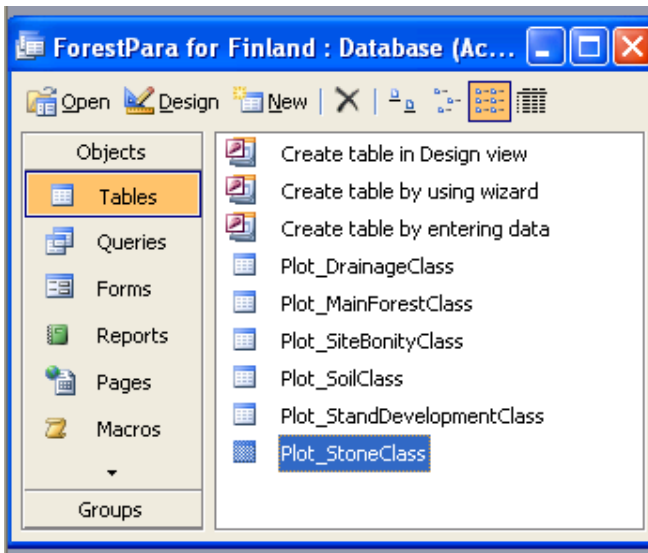 ForestPara for Finland : Database (Ac...
Open Design New
Objects
Tables
Queries
Forms
Reports
Pages
Macros
Groups
Create table in Design view
Create table by using wizard
Create table by entering data
Plot_DrainageClass
Plot_MainForestClass
Plot_SiteBonityClass
Plot_SoilClass
Plot_StandDevelopmentClass
Plot_StoneClass